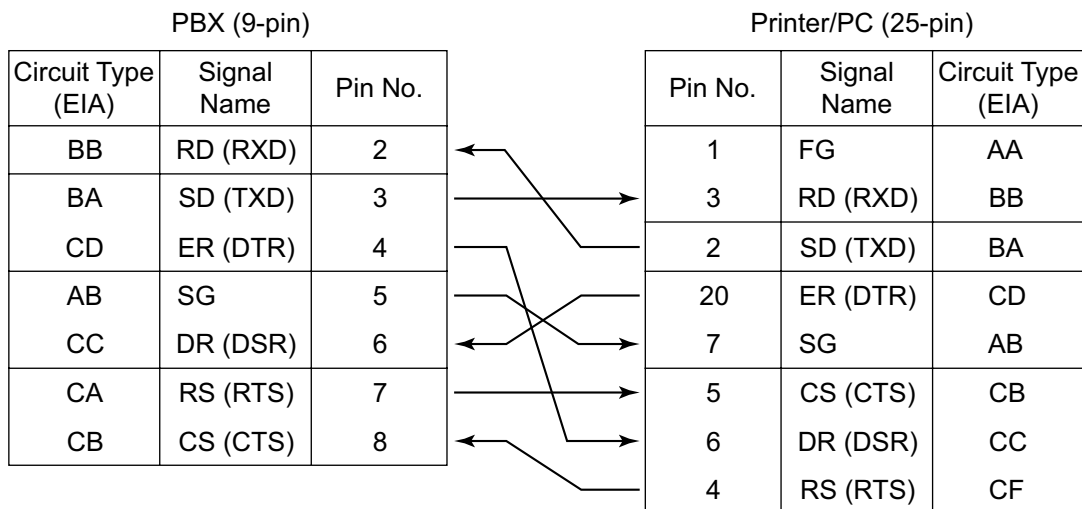 PBX (9-pin)
Circuit Type (EIA) Signal Name Pin No.
BB RD (RXD) 2
BA SD (TXD) 3
CD ER (DTR) 4
AB SG 5
CC DR (DSR) 6
CA RS (RTS) 7
CB CS (CTS) 8
Printer/PC (25-pin)
Pin No. Signal Name Circuit Type (EIA)
1 FG AA
3 RD (RXD) BB
2 SD (TXD) BA
20 ER (DTR) CD
7 SG AB
5 CS (CTS) CB
6 DR (DSR) CC
4 RS (RTS) CF